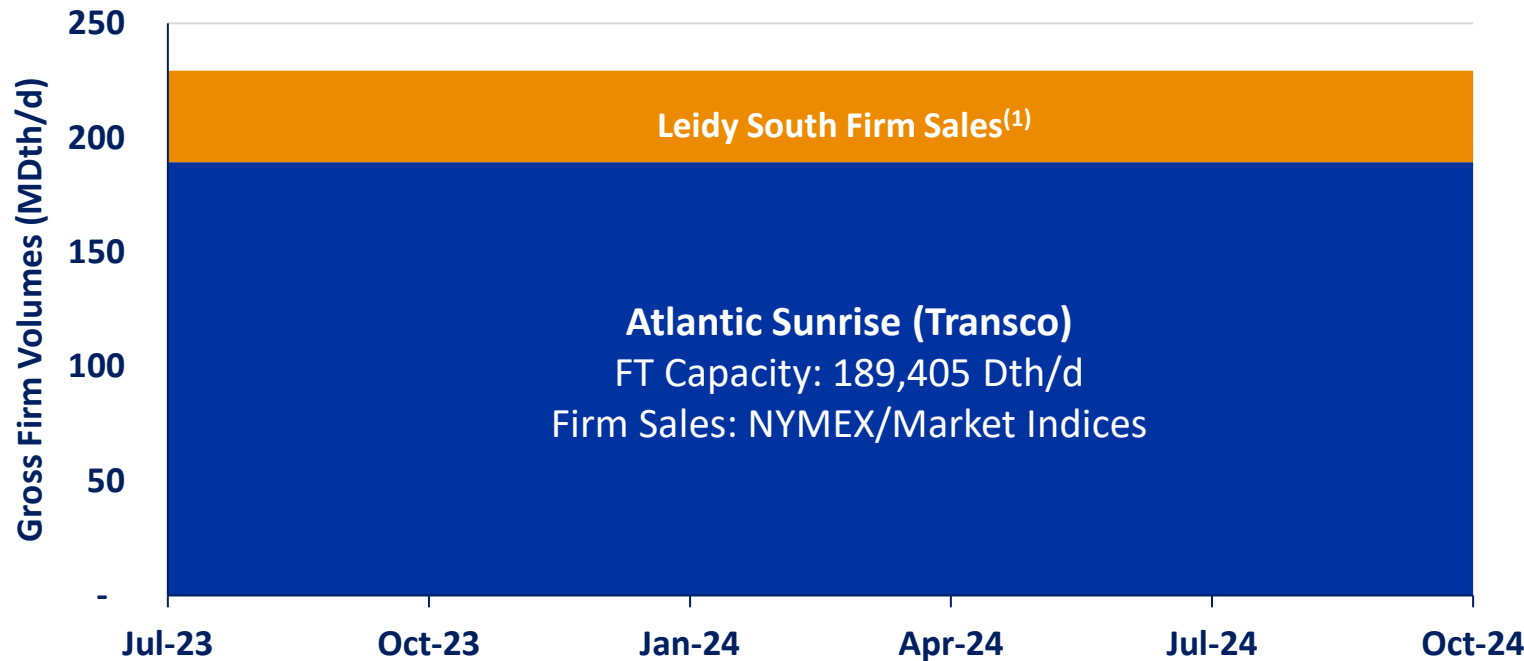 Gross Firm Volumes (MDth/d)
250
200
150
100
50
-
Leidy South Firm Sales(1)
Atlantic Sunrise (Transco)
FT Capacity: 189,405 Dth/d
Firm Sales: NYMEX/Market Indices
Jul-23 Oct-23 Jan-24 Apr-24 Jul-24 Oct-24